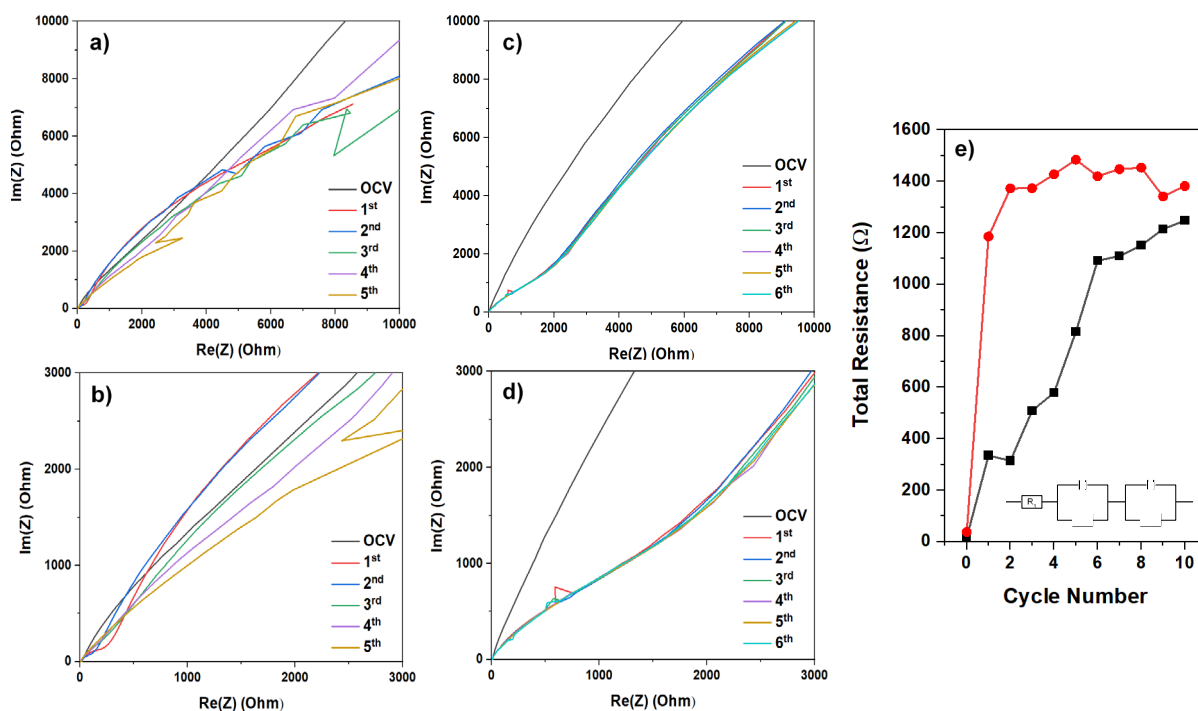 a)
Im(Z) (Ohm)
10000
8000
6000
4000
2000
0
OCV
1st
2nd
3rd
4th
5th
0 2000 4000 6000 8000 10000
Re(Z) (Ohm)
c)
Im(Z) (Ohm)
10000
8000
6000
4000
2000
0
OCV
1st
2nd
3rd
4th
5th
6th
0 2000 4000 6000 8000 10000
Re(Z) (Ohm)
b)
Im(Z) (Ohm)
3000
2000
1000
0
OCV
1st
2nd
3rd
4th
5th
0 1000 2000 3000
Re(Z) (Ohm)
d)
Im(Z) (Ohm)
3000
2000
1000
0
OCV
1st
2nd
3rd
4th
5th
6th
0 1000 2000 3000
Re(Z) (Ohm)
e)
Total Resistance (Ω)
1600
1400
1200
1000
800
600
400
200
0
0 2 4 6 8 10
Cycle Number